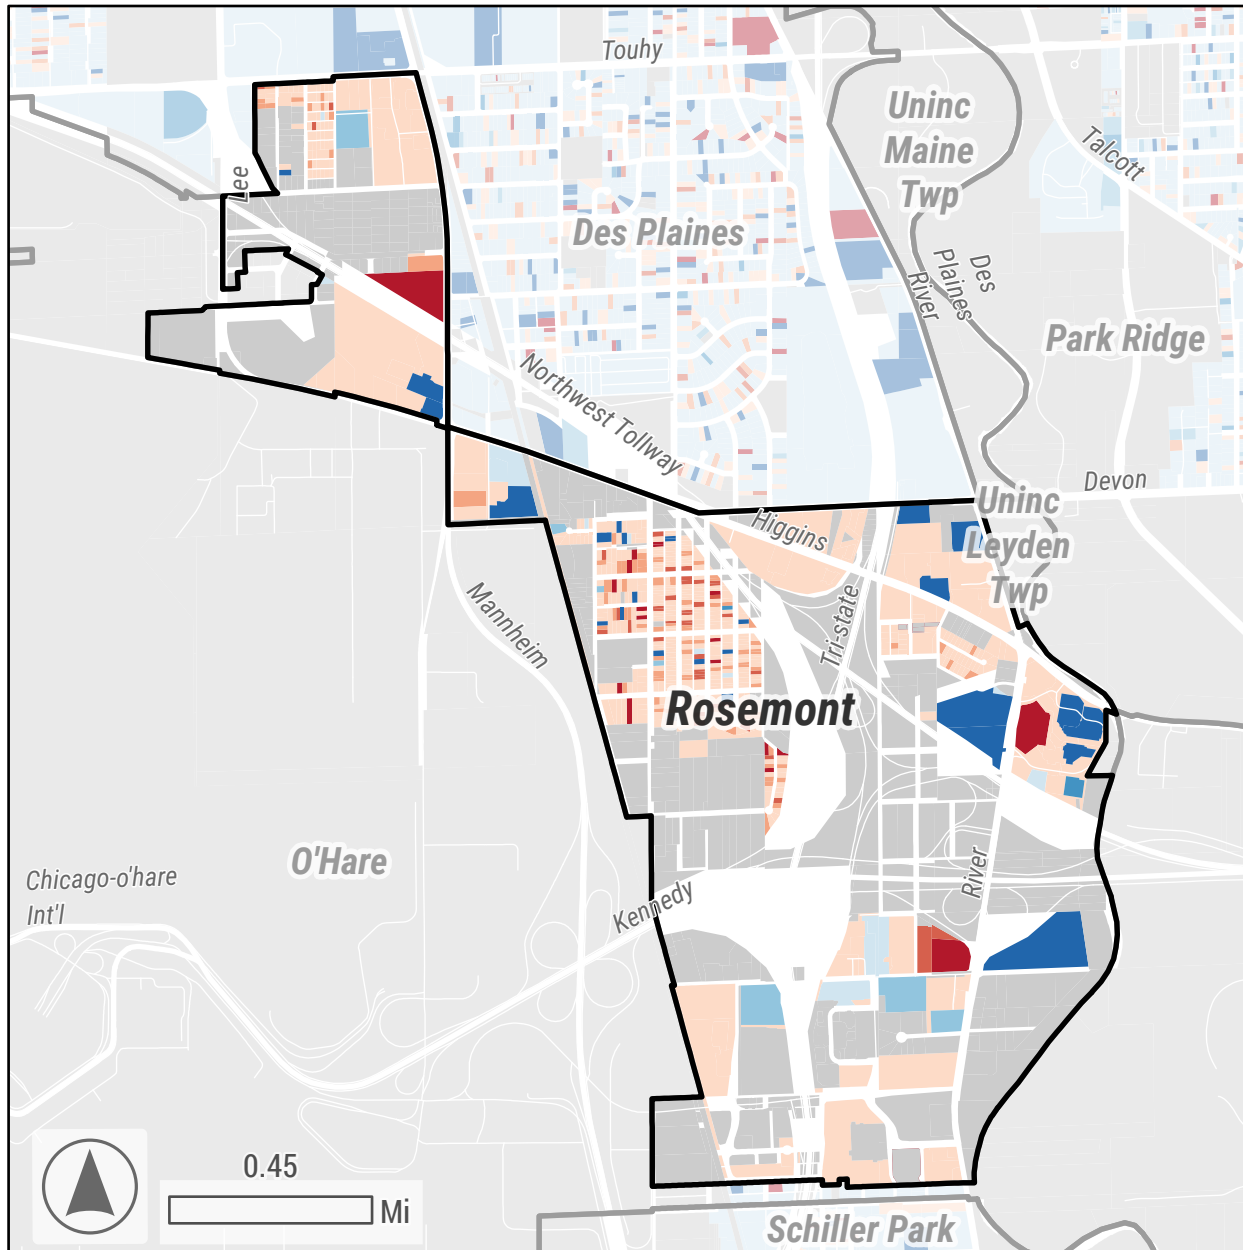 Touhy
Uninc
Maine
Twp
Talcott
Lee
Des Plaines
Des
Plaines
River
Park Ridge
Northwest Tollway
Devon
Uninc
Leyden
Twp
Higgins
Mannheim
Tri-state
Rosemont
O'Hare
Chicago-o'hare
Int'l
Kennedy
River
0.45
Mi
Schiller Park